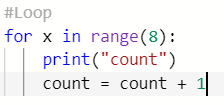 #Loop
for x in range(8):
    print("count")
    count = count + 1